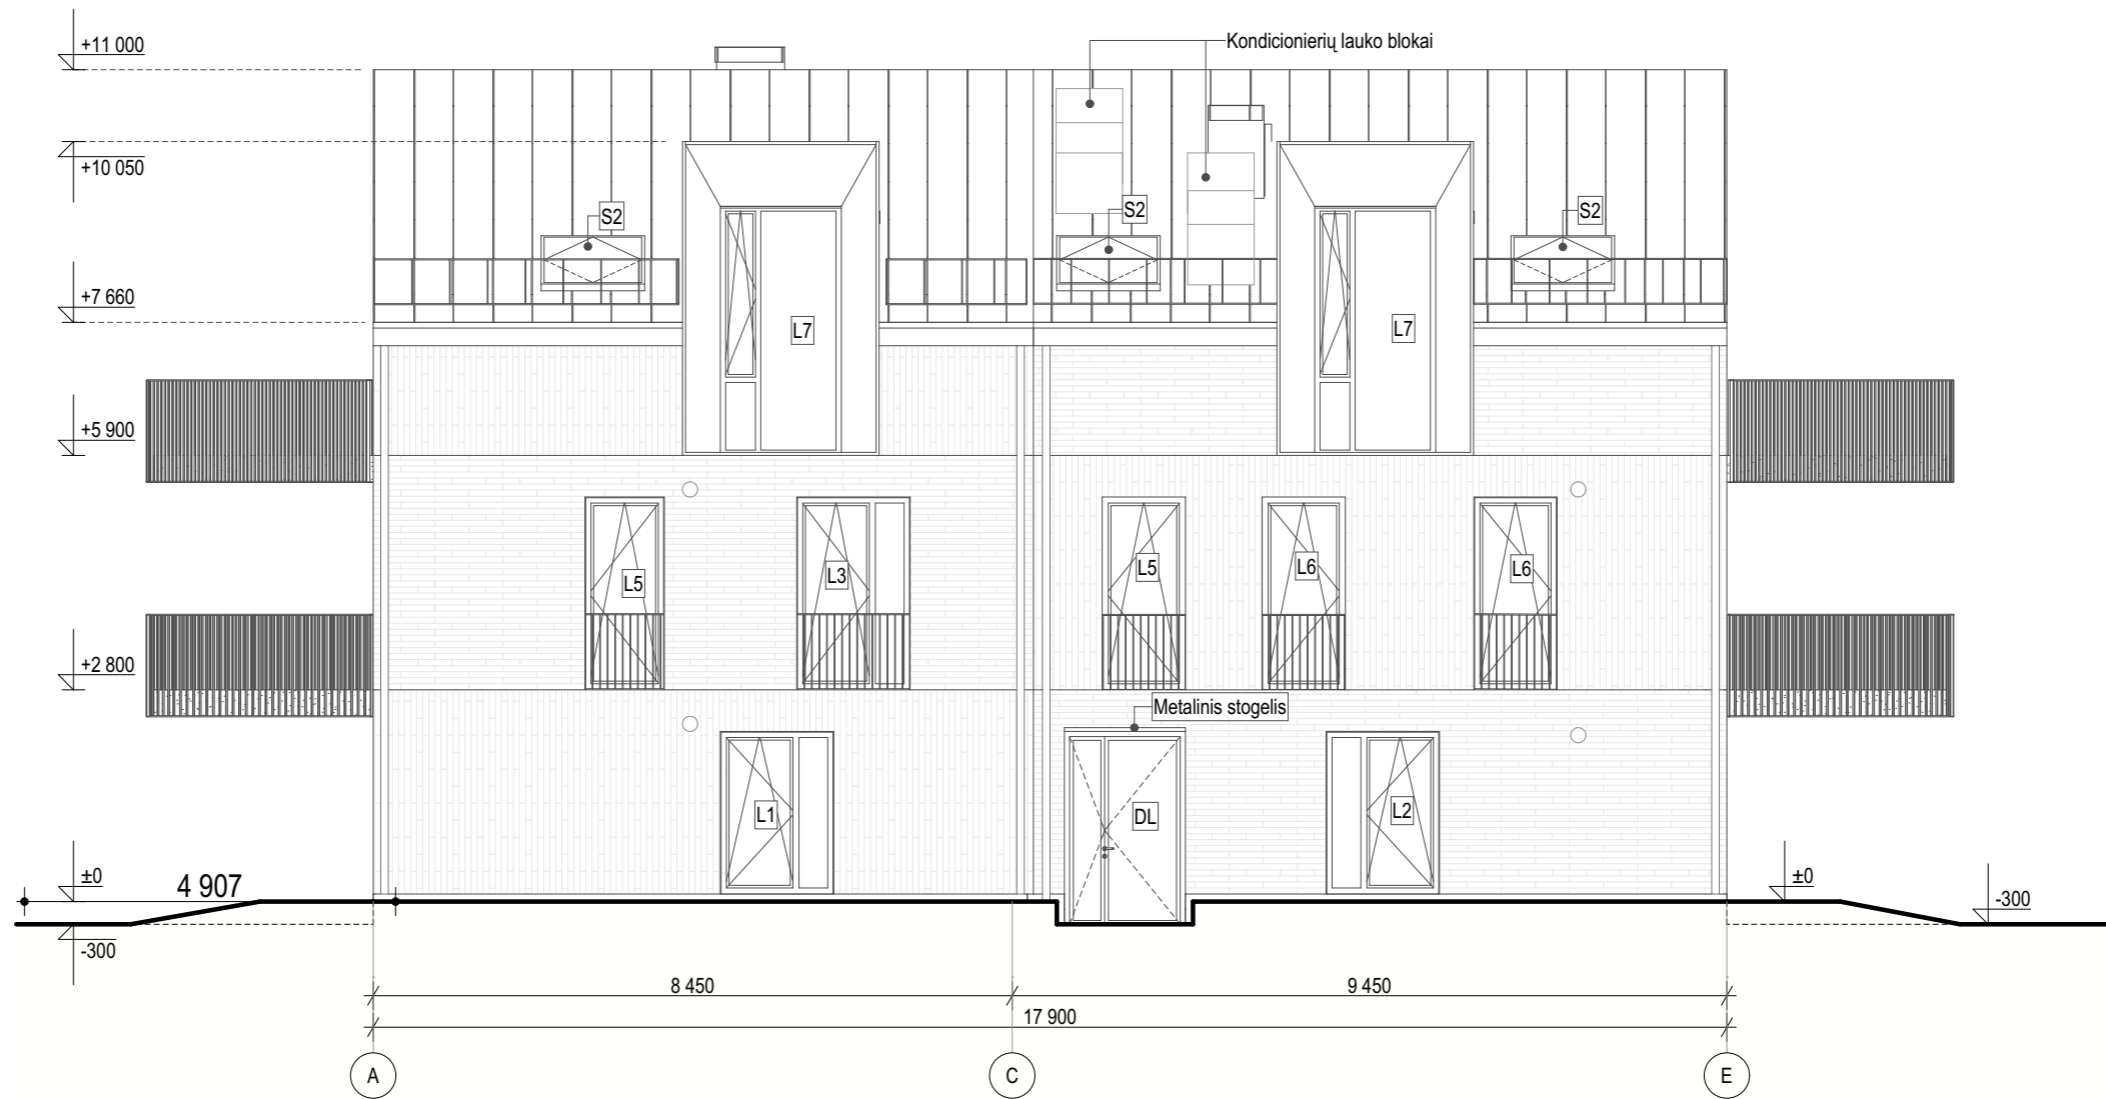 +11 000
Kondicionierių lauko blokai
+10 050
S2
S2
S2
+7 660
L7
L7
+5 900
L5
L3
L5
L6
L6
+2 800
Metalinis stogelis
L1
DL
L2
±0
4 907
±0
-300
-300
8 450
9 450
17 900
A
C
E